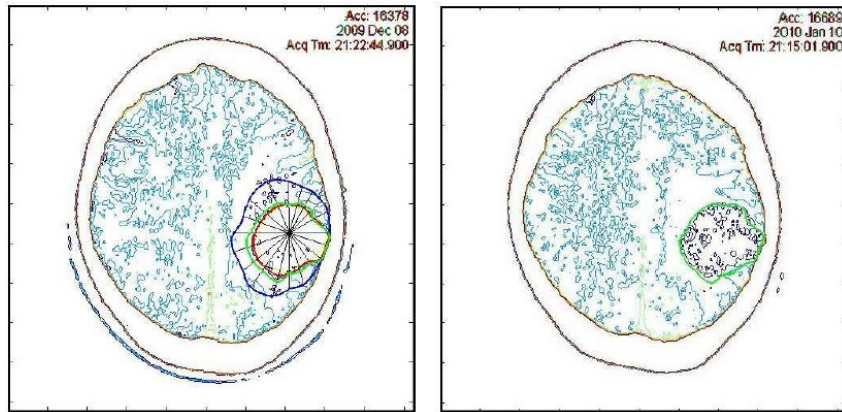 Acc: 16378
2009 Dec 08
Acq Tm: 21:22:44.900
Acc: 16689
2010 Jan 10
Acq Tm: 21:15:01.900